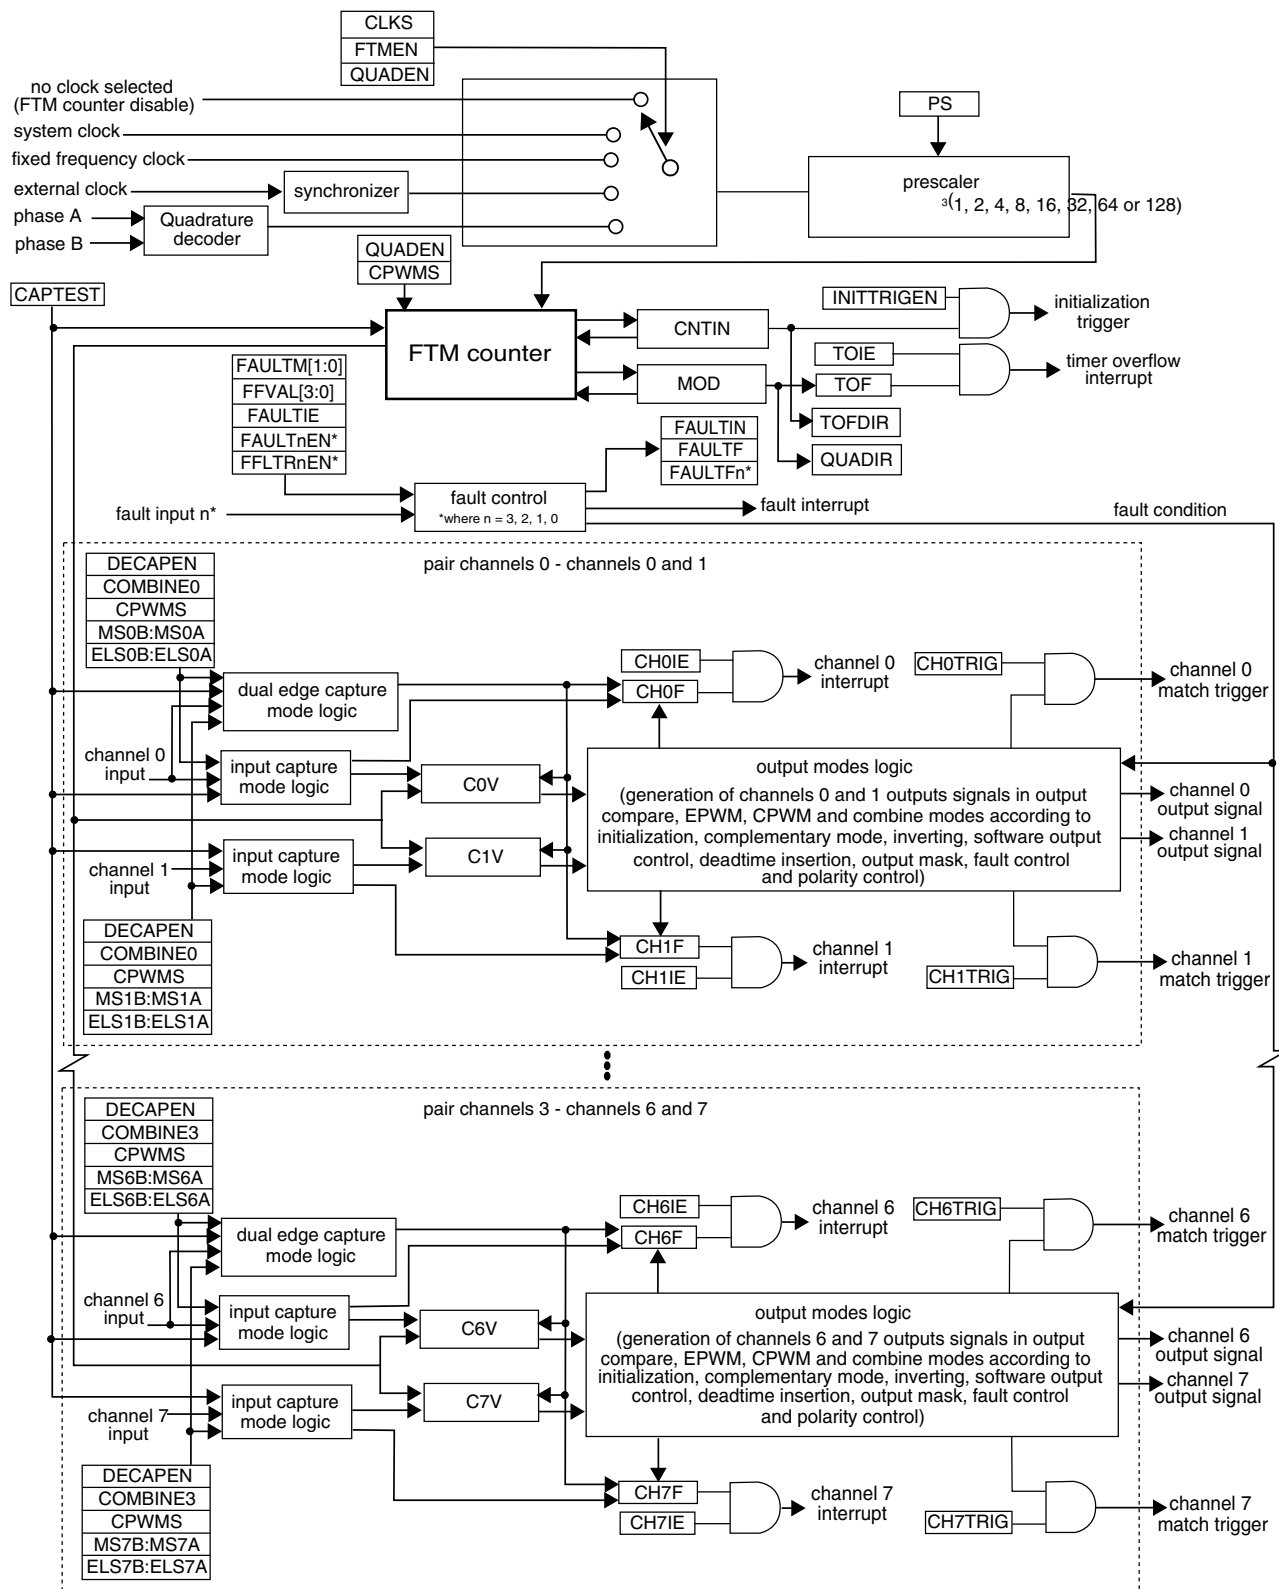 CLKS
FTMEN
QUADEN
no clock selected
(FTM counter disable)
system clock
fixed frequency clock
external clock
synchronizer
phase A
phase B
Quadrature
decoder
PS
prescaler
3(1, 2, 4, 8, 16, 32, 64 or 128)
QUADEN
CPWMS
CAPTEST
FTM counter
CNTIN
MOD
INITTRIGEN
initialization
trigger
TOIE
TOF
timer overflow
interrupt
TOFDIR
QUADIR
FAULTM[1:0]
FFVAL[3:0]
FAULTIE
FAULTnEN*
FFLTRnEN*
FAULTIN
FAULTF
FAULTFn*
fault input n*
fault control
*where n = 3, 2, 1, 0
fault interrupt
fault condition
pair channels 0 - channels 0 and 1
DECAPEN
COMBINE0
CPWMS
MS0B:MS0A
ELS0B:ELS0A
dual edge capture
mode logic
channel 0
input
input capture
mode logic
channel 1
input
input capture
mode logic
C0V
C1V
CH0IE
CH0F
channel 0
interrupt
CH0TRIG
channel 0
match trigger
output modes logic
(generation of channels 0 and 1 outputs signals in output
compare, EPWM, CPWM and combine modes according to
initialization, complementary mode, inverting, software output
control, deadtime insertion, output mask, fault control
and polarity control)
channel 0
output signal
channel 1
output signal
DECAPEN
COMBINE0
CPWMS
MS1B:MS1A
ELS1B:ELS1A
CH1F
CH1IE
channel 1
interrupt
CH1TRIG
channel 1
match trigger
pair channels 3 - channels 6 and 7
DECAPEN
COMBINE3
CPWMS
MS6B:MS6A
ELS6B:ELS6A
dual edge capture
mode logic
channel 6
input
input capture
mode logic
channel 7
input
input capture
mode logic
C6V
C7V
CH6IE
CH6F
channel 6
interrupt
CH6TRIG
channel 6
match trigger
output modes logic
(generation of channels 6 and 7 outputs signals in output
compare, EPWM, CPWM and combine modes according to
initialization, complementary mode, inverting, software output
control, deadtime insertion, output mask, fault control
and polarity control)
channel 6
output signal
channel 7
output signal
DECAPEN
COMBINE3
CPWMS
MS7B:MS7A
ELS7B:ELS7A
CH7F
CH7IE
channel 7
interrupt
CH7TRIG
channel 7
match trigger